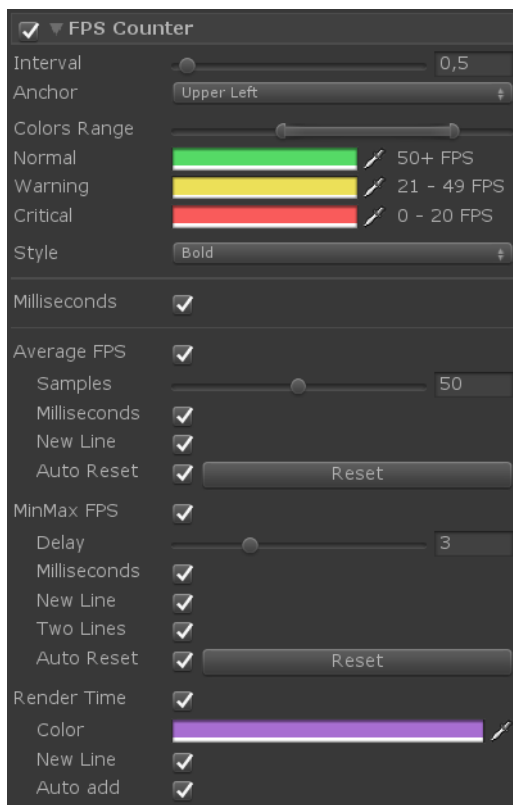 FPS Counter
Interval 0,5
Anchor Upper Left
Colors Range
Normal 50+ FPS
Warning 21 - 49 FPS
Critical 0 - 20 FPS
Style Bold
Milliseconds
Average FPS
Samples 50
Milliseconds
New Line
Auto Reset Reset
MinMax FPS
Delay 3
Milliseconds
New Line
Two Lines
Auto Reset Reset
Render Time
Color
New Line
Auto add